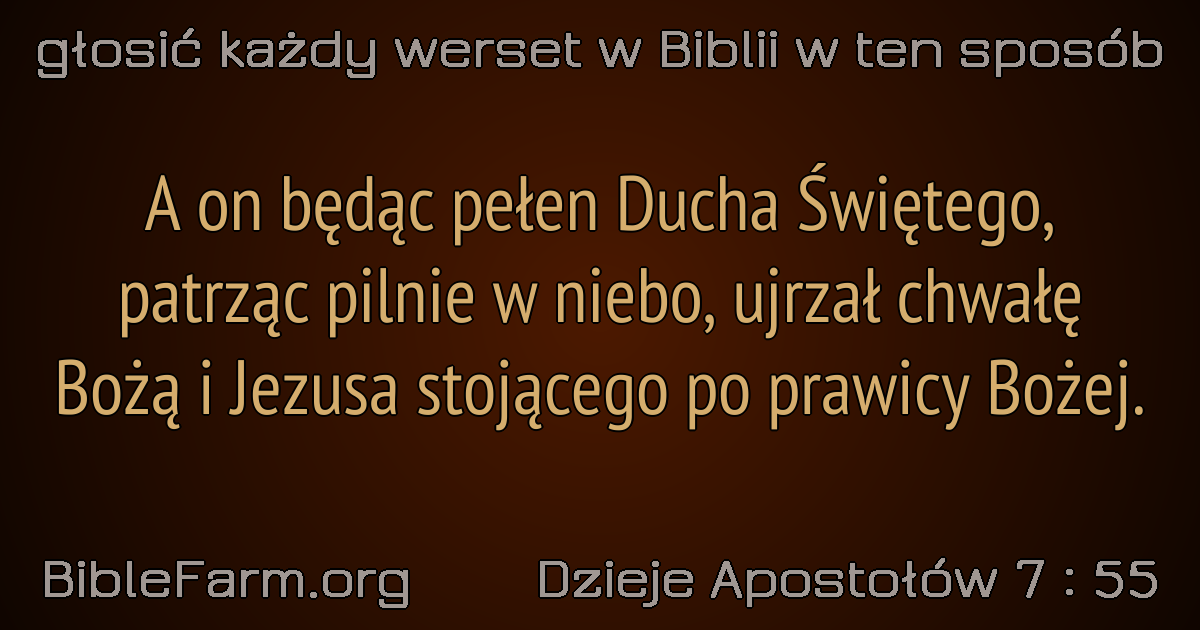 głosić każdy werset w Biblii w ten sposób
A on będąc pełen Ducha Świętego,
patrząc pilnie w niebo, ujrzał chwałę
Bożą i Jezusa stojącego po prawicy Bożej.
BibleFarm.org
Dzieje Apostołów 7 : 55